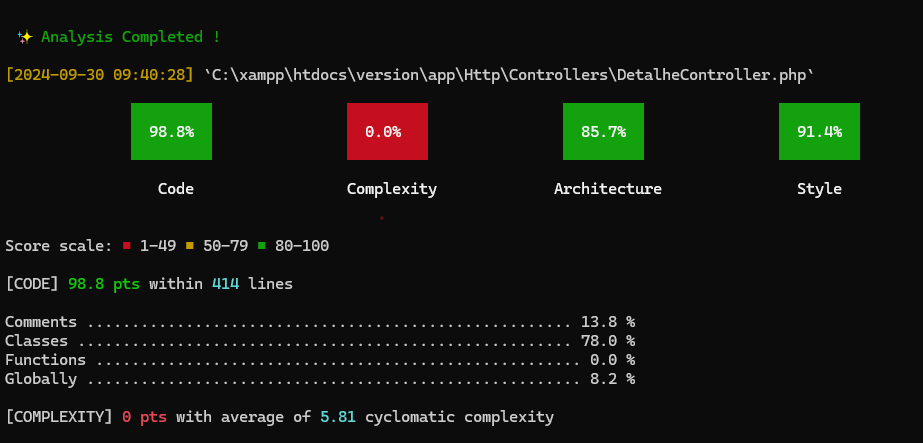 ✨ Analysis Completed !
[2024-09-30 09:40:28] `C:\xampp\htdocs\version\app\Http\Controllers\DetalheController.php`
98.8% 0.0% 85.7% 91.4%
Code Complexity Architecture Style
Score scale: ■ 1-49 ■ 50-79 ■ 80-100
[CODE] 98.8 pts within 414 lines
Comments ...................................................... 13.8 %
Classes ....................................................... 78.0 %
Functions ...................................................... 0.0 %
Globally ....................................................... 8.2 %
[COMPLEXITY] 0 pts with average of 5.81 cyclomatic complexity